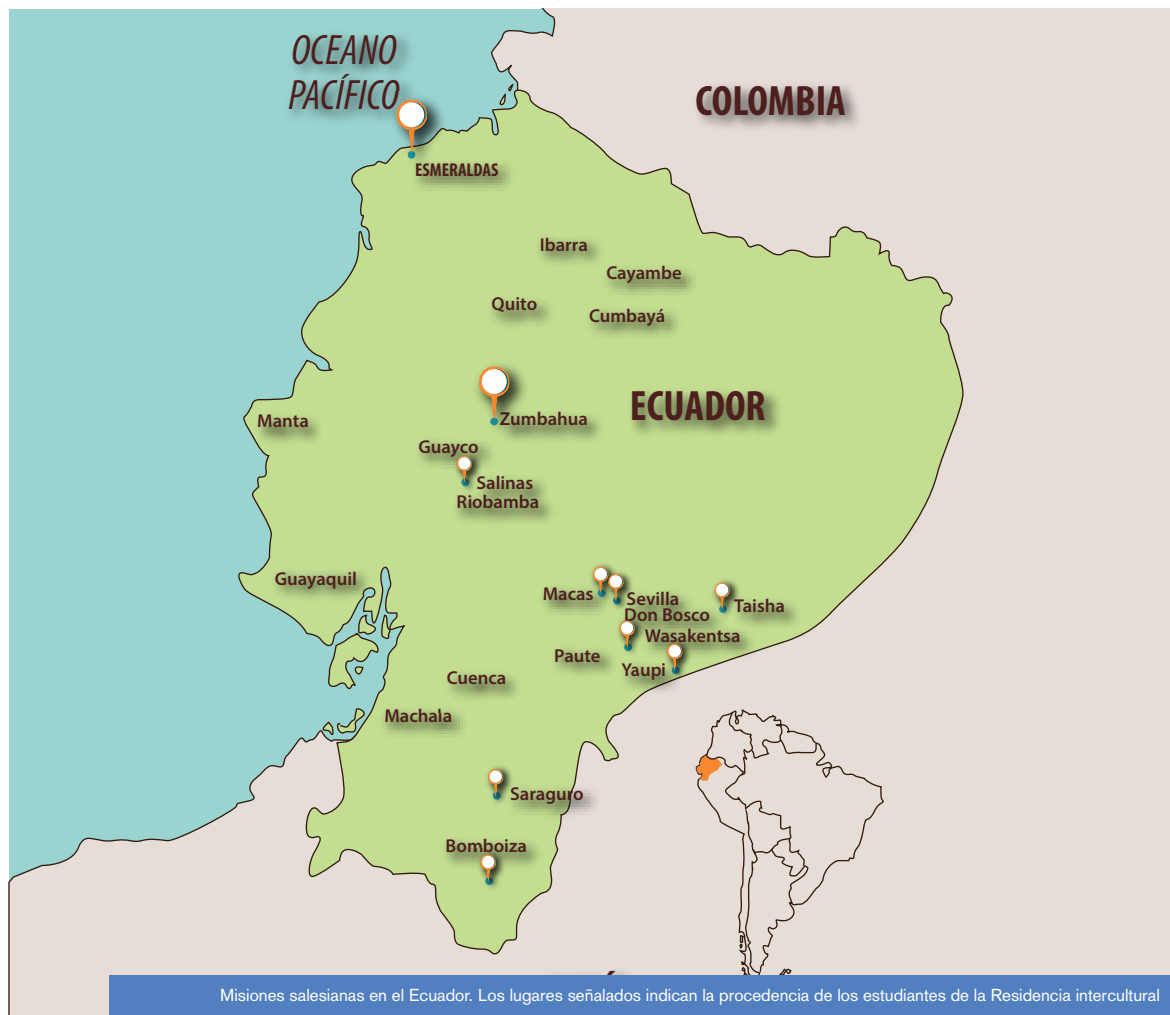 OCEANO
PACÍFICO
COLOMBIA
ESMERALDAS
Ibarra
Cayambe
Quito
Cumbayá
ECUADOR
Zumbahua
Manta
Guayco
Salinas
Riobamba
Guayaquil
Macas
Sevilla
Don Bosco
Taisha
Wasakentsa
Paute
Yaupi
Cuenca
Machala
Saraguro
Bomboiza
Misiones salesianas en el Ecuador. Los lugares señalados indican la procedencia de los estudiantes de la Residencia intercultural